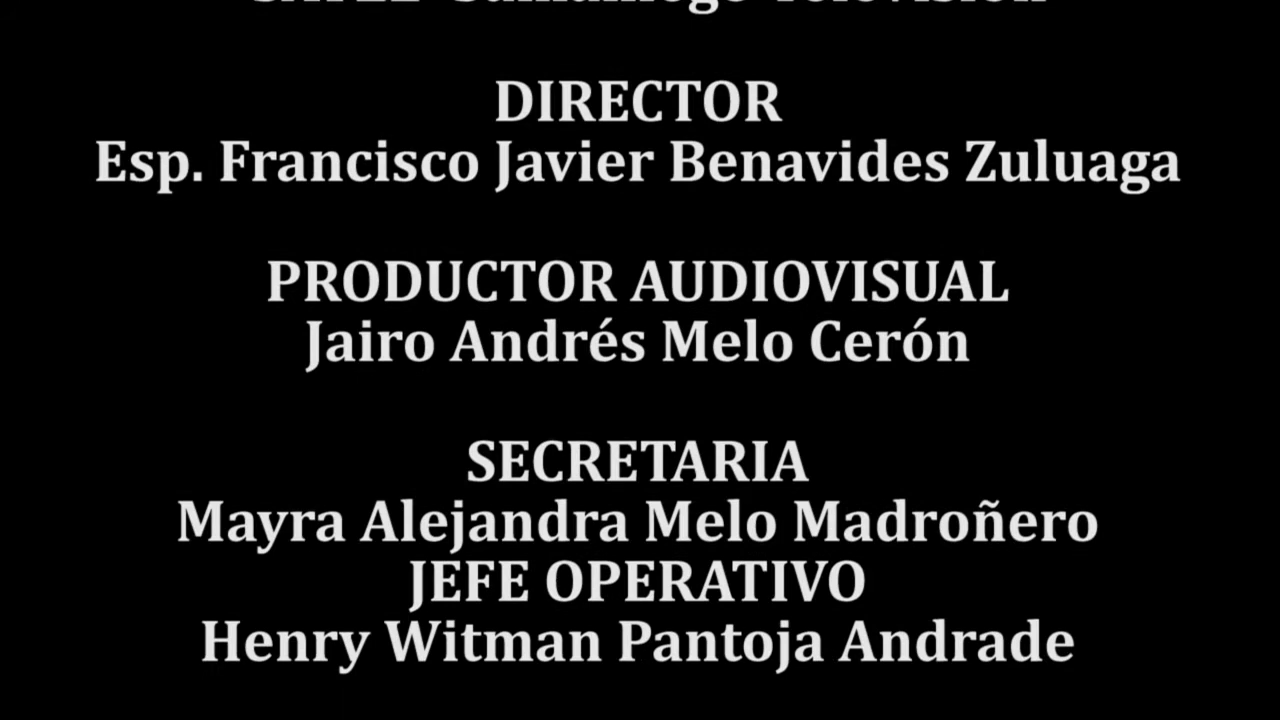 DIRECTOR
Esp. Francisco Javier Benavides Zuluaga
PRODUCTOR AUDIOVISUAL
Jairo Andrés Melo Cerón
SECRETARIA
Mayra Alejandra Melo Madroñero
JEFE OPERATIVO
Henry Witman Pantoja Andrade